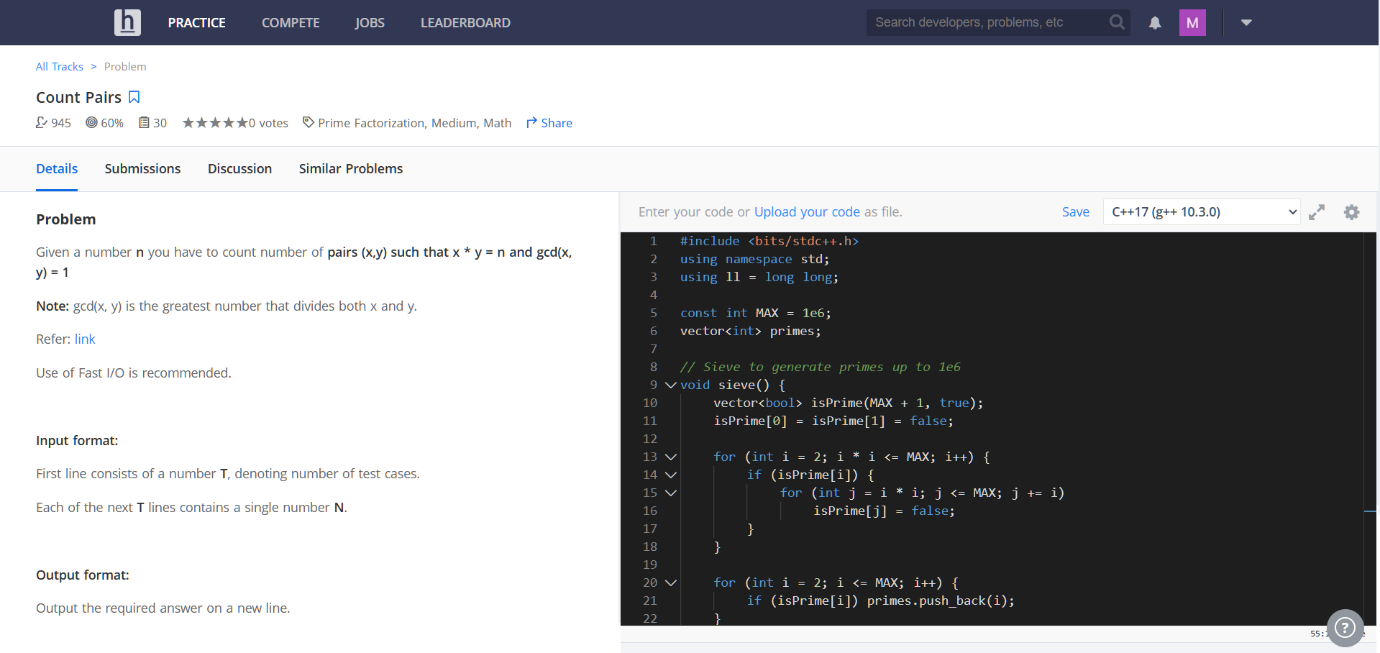 h PRACTICE COMPETE JOBS LEADERBOARD Search developers, problems, etc M
All Tracks > Problem
Count Pairs
945 60% 30 ★★★★★0 votes Prime Factorization, Medium, Math Share
Details Submissions Discussion Similar Problems
Problem
Given a number n you have to count number of pairs (x,y) such that x * y = n and gcd(x,
y) = 1
Note: gcd(x, y) is the greatest number that divides both x and y.
Refer: link
Use of Fast I/O is recommended.
Input format:
First line consists of a number T, denoting number of test cases.
Each of the next T lines contains a single number N.
Output format:
Output the required answer on a new line.
Enter your code or Upload your code as file. Save C++17 (g++ 10.3.0)
1 #include <bits/stdc++.h>
2 using namespace std;
3 using ll = long long;
4
5 const int MAX = 1e6;
6 vector<int> primes;
7
8 // Sieve to generate primes up to 1e6
9 void sieve() {
10 vector<bool> isPrime(MAX + 1, true);
11 isPrime[0] = isPrime[1] = false;
12
13 for (int i = 2; i * i <= MAX; i++) {
14 if (isPrime[i]) {
15 for (int j = i * i; j <= MAX; j += i)
16 isPrime[j] = false;
17 }
18 }
19
20 for (int i = 2; i <= MAX; i++) {
21 if (isPrime[i]) primes.push_back(i);
22 }
?